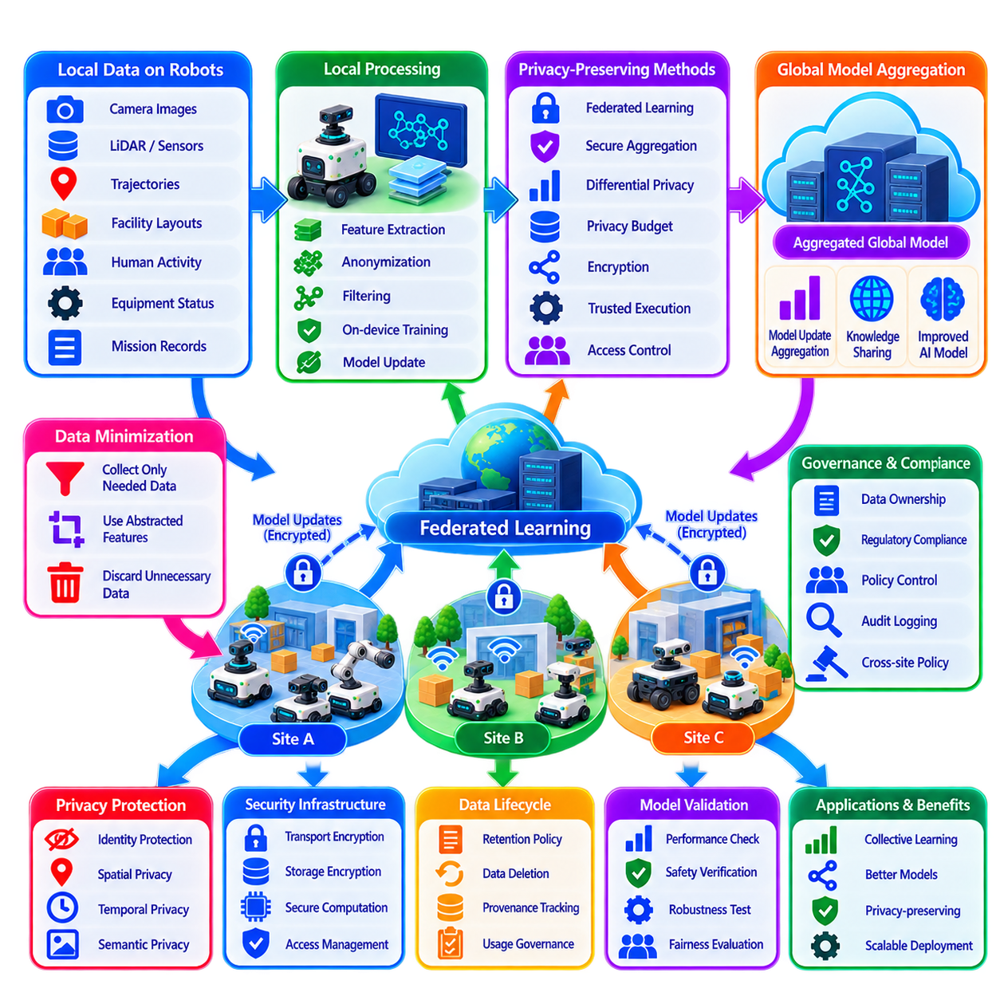 Local Data on Robots
Camera Images
LiDAR / Sensors
Trajectories
Facility Layouts
Human Activity
Equipment Status
Mission Records
Local Processing
Feature Extraction
Anonymization
Filtering
On-device Training
Model Update
Privacy-Preserving Methods
Federated Learning
Secure Aggregation
Differential Privacy
Privacy Budget
Encryption
Trusted Execution
Access Control
Global Model Aggregation
Aggregated Global Model
Model Update
Aggregation
Knowledge
Sharing
Improved
AI Model
Data Minimization
Collect Only
Needed Data
Use Abstracted
Features
Discard Unnecessary
Data
Model Updates
(Encrypted)
Federated Learning
Model Updates
(Encrypted)
Governance & Compiance
Data Ownership
Regulatory Compliance
Policy Control
Audit Logging
Cross-site Policy
Site A
Site B
Site C
Privacy Protection
Identity Protection
Spatial Privacy
Temporal Privacy
Semantic Privacy
Security Infrastructure
Transport Encryption
Storage Encryption
Secure Computation
Access Management
Data Lifecycle
Retention Policy
Data Deletion
Provenance Tracking
Usage Governance
Model Validation
Performance Check
Safety Verification
Robustness Test
Fairness Evaluation
Applications & Benefits
Collective Learning
Better Models
Privacy-preserving
Scalable Deployment